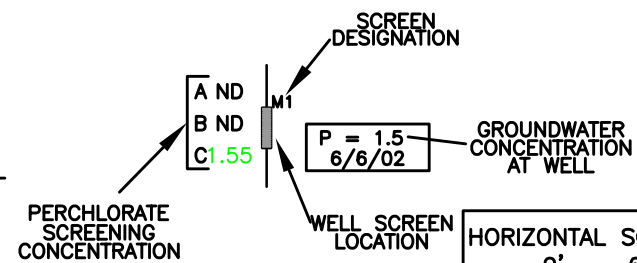 SCREEN
DESIGNATION
A ND
M1
B ND
C 1.55
P = 1.5
6/6/02
GROUNDWATER
CONCENTRATION
AT WELL
PERCHLORATE
SCREENING
CONCENTRATION
WELL SCREEN
LOCATION
HORIZONTAL